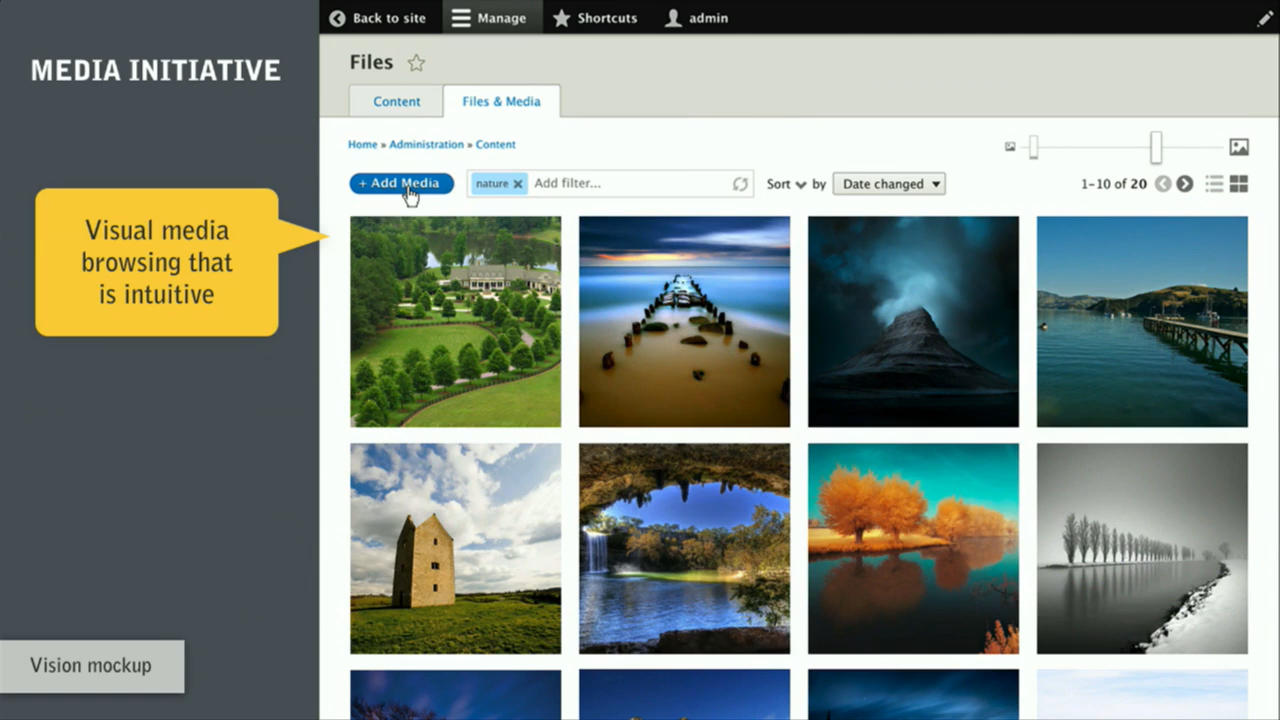 MEDIA INITIATIVE
Visual media
browsing that
is intuitive
Vision mockup
Back to site Manage Shortcuts admin
Files
Content Files & Media
Home » Administration » Content
+ Add Media nature Add filter... Sort by Date changed 1–10 of 20